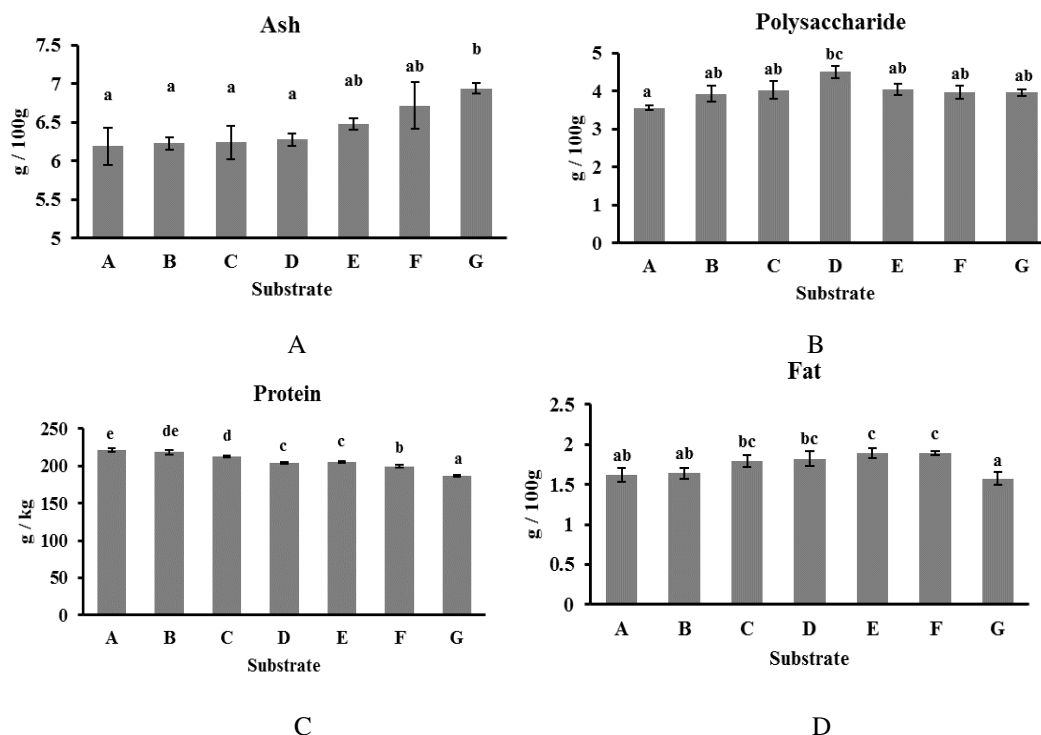 Ash
g / 100g
7.5
7
6.5
6
5.5
5
a a a a ab ab b
A B C D E F G
Substrate
A
Polysaccharide
g / 100g
5
4
3
2
1
0
a ab ab bc ab ab ab
A B C D E F G
Substrate
B
Protein
g / kg
250
200
150
100
50
0
e de d c c b a
A B C D E F G
Substrate
C
Fat
g / 100g
2.5
2
1.5
1
0.5
0
ab ab bc bc c c a
A B C D E F G
Substrate
D